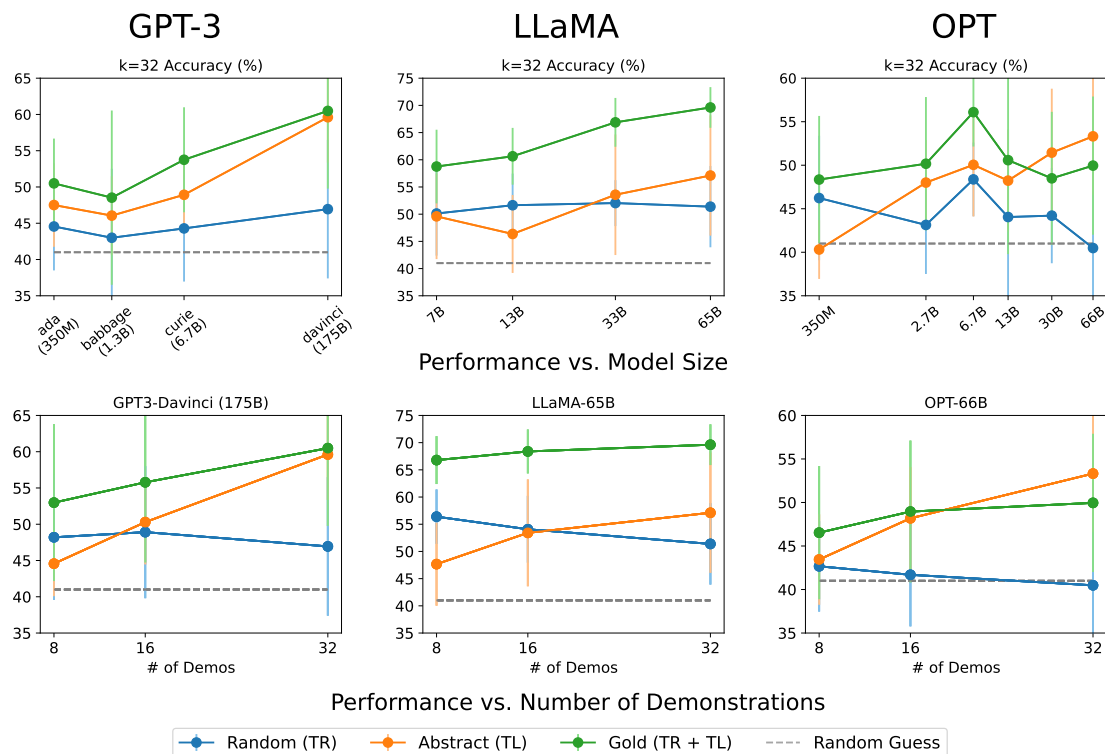 GPT-3 LLaMA OPT
k=32 Accuracy (%) k=32 Accuracy (%) k=32 Accuracy (%)
65 75 60
60 70 55
55 65 50
50 60 45
45 55 40
40 50 35
35 45
40
35
ada (350M) babbage (1.3B) curie (6.7B) davinci (175B)
7B 13B 33B 65B
350M 2.7B 6.7B 13B 30B 66B
Performance vs. Model Size
GPT3-Davinci (175B) LLaMA-65B OPT-66B
65 75 60
60 70 55
55 65 50
50 60 45
45 55 40
40 50 35
35 45
40
35
8 16 32 8 16 32 8 16 32
# of Demos # of Demos # of Demos
Performance vs. Number of Demonstrations
Random (TR) Abstract (TL) Gold (TR + TL) Random Guess